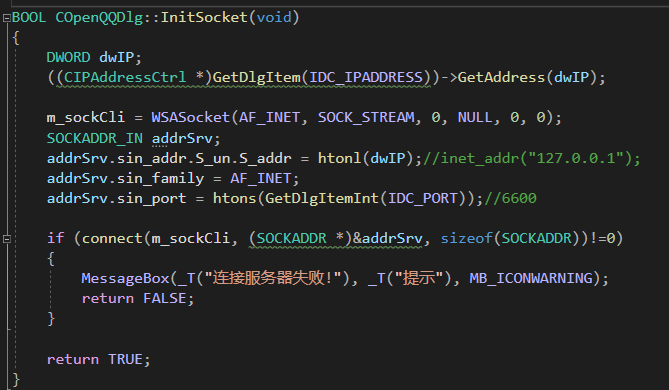 BOOL COpenQQDlg::InitSocket(void)
{
DWORD dwIP;
((CIPAddressCtrl *)GetDlgItem(IDC_IPADDRESS))->GetAddress(dwIP);
m_sockCli = WSASocket(AF_INET, SOCK_STREAM, 0, NULL, 0, 0);
SOCKADDR_IN addrSrv;
addrSrv.sin_addr.S_un.S_addr = htonl(dwIP);//inet_addr("127.0.0.1");
addrSrv.sin_family = AF_INET;
addrSrv.sin_port = htons(GetDlgItemInt(IDC_PORT));//6600
if (connect(m_sockCli, (SOCKADDR *)&addrSrv, sizeof(SOCKADDR))!=0)
{
MessageBox(_T("连接服务器失败!"), _T("提示"), MB_ICONWARNING);
return FALSE;
}
return TRUE;
}